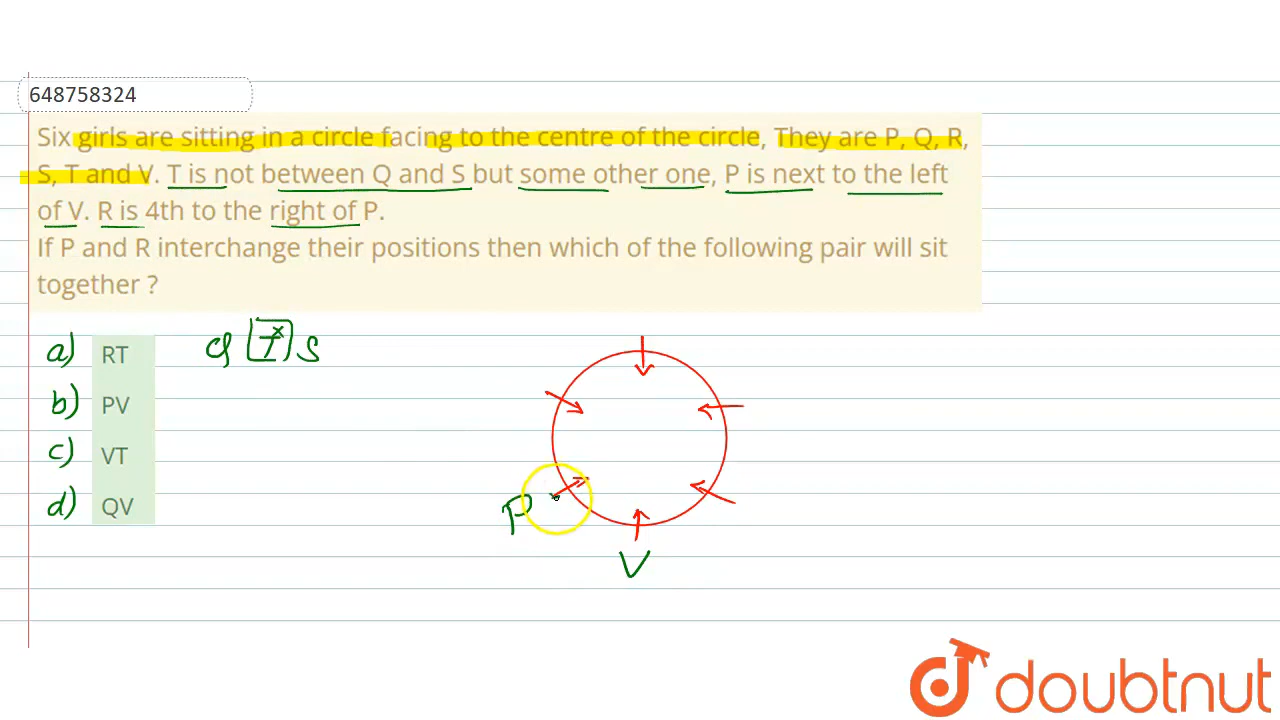 648758324
Six girls are sitting in a circle facing to the centre of the circle, They are P, Q, R,
S, T and V. T is not between Q and S but some other one, P is next to the left
of V. R is 4th to the right of P.
If P and R interchange their positions then which of the following pair will sit
together ?
a) RT
b) PV
c) VT
d) QV
Q T x S
P
V
doubtnut